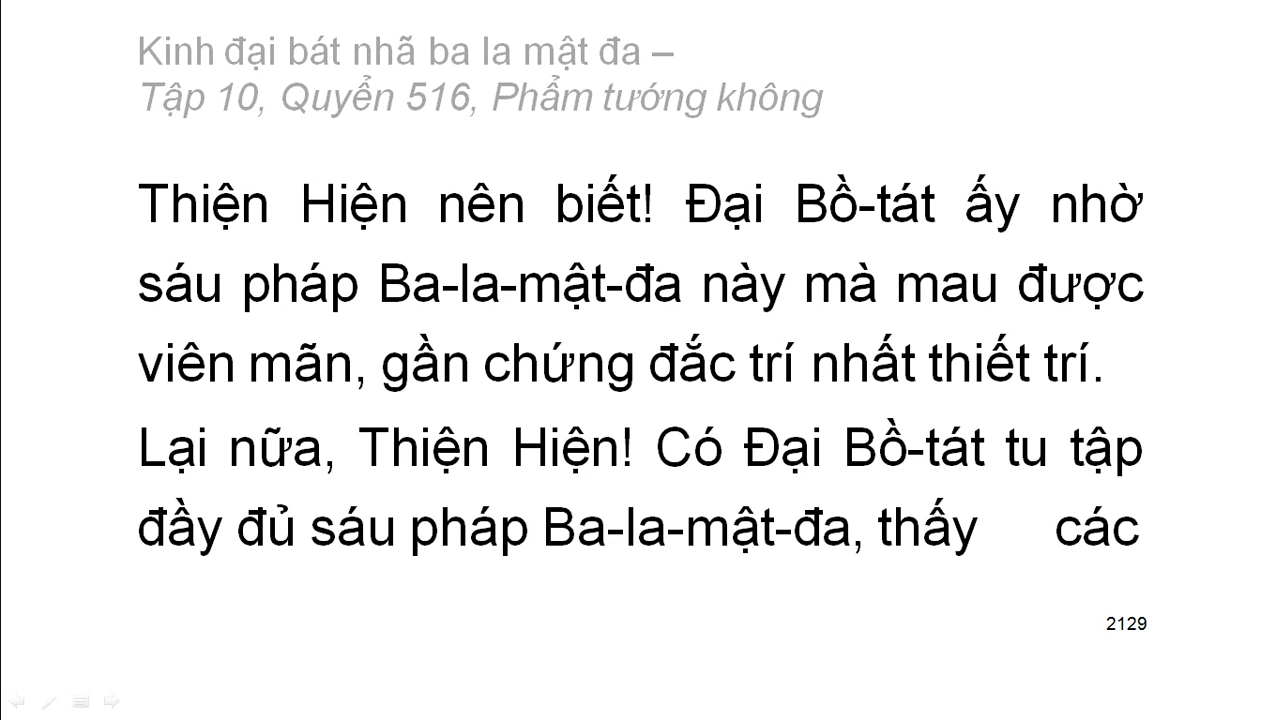 Kinh đại bát nhã ba la mật đa –
Tập 10, Quyển 516, Phẩm tướng không
Thiện Hiện nên biết! Đại Bồ-tát ấy nhờ
sáu pháp Ba-la-mật-đa này mà mau được
viên mãn, gần chứng đắc trí nhất thiết trí.
Lại nữa, Thiện Hiện! Có Đại Bồ-tát tu tập
đầy đủ sáu pháp Ba-la-mật-đa, thấy các
2129